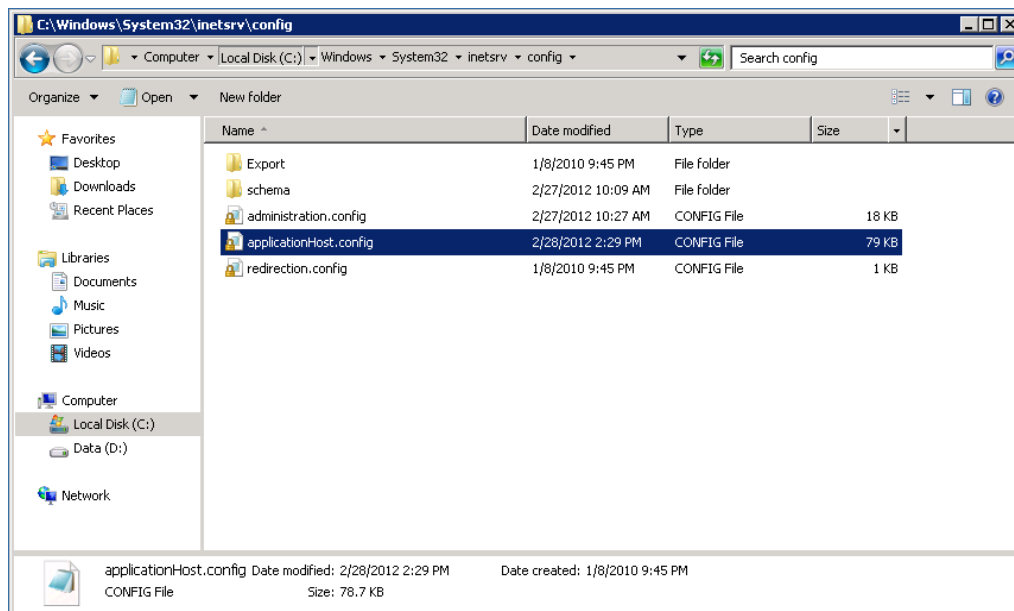 C:\Windows\System32\inetsrv\config
Computer Local Disk (C:) Windows System32 inetsrv config Search config
Organize Open New folder
Name Date modified Type Size
Favorites
Desktop
Downloads
Recent Places
Libraries
Documents
Music
Pictures
Videos
Computer
Local Disk (C:)
Data (D:)
Network
Export 1/8/2010 9:45 PM File folder
schema 2/27/2012 10:09 AM File folder
administration.config 2/27/2012 10:27 AM CONFIG File 18 KB
applicationHost.config 2/28/2012 2:29 PM CONFIG File 79 KB
redirection.config 1/8/2010 9:45 PM CONFIG File 1 KB
applicationHost.config Date modified: 2/28/2012 2:29 PM Date created: 1/8/2010 9:45 PM
CONFIG File Size: 78.7 KB